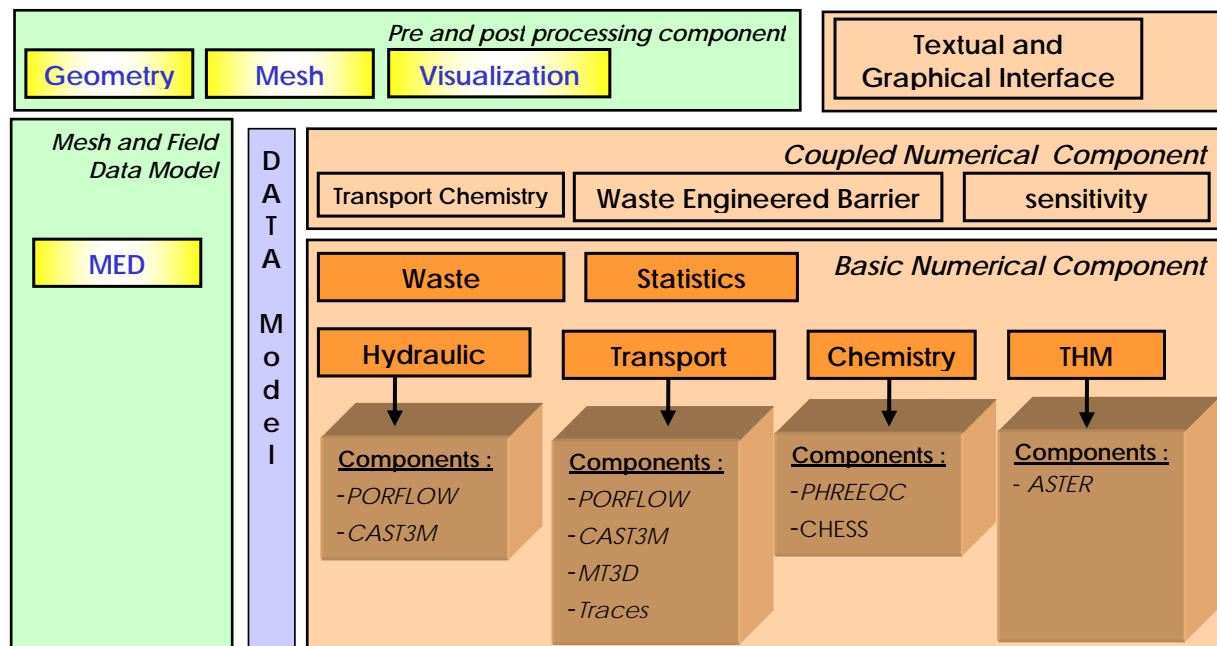 Pre and post processing component
Geometry
Mesh
Visualization
Textual and
Graphical Interface
Mesh and Field
Data Model
MED
DATA Model
Coupled Numerical Component
Transport Chemistry
Waste Engineered Barrier
sensitivity
Basic Numerical Component
Waste
Statistics
Hydraulic
Transport
Chemistry
THM
Components :
-PORFLOW
-CAST3M
Components :
-PORFLOW
-CAST3M
-MT3D
-Traces
Components :
-PHREEQC
-CHESS
Components :
- ASTER